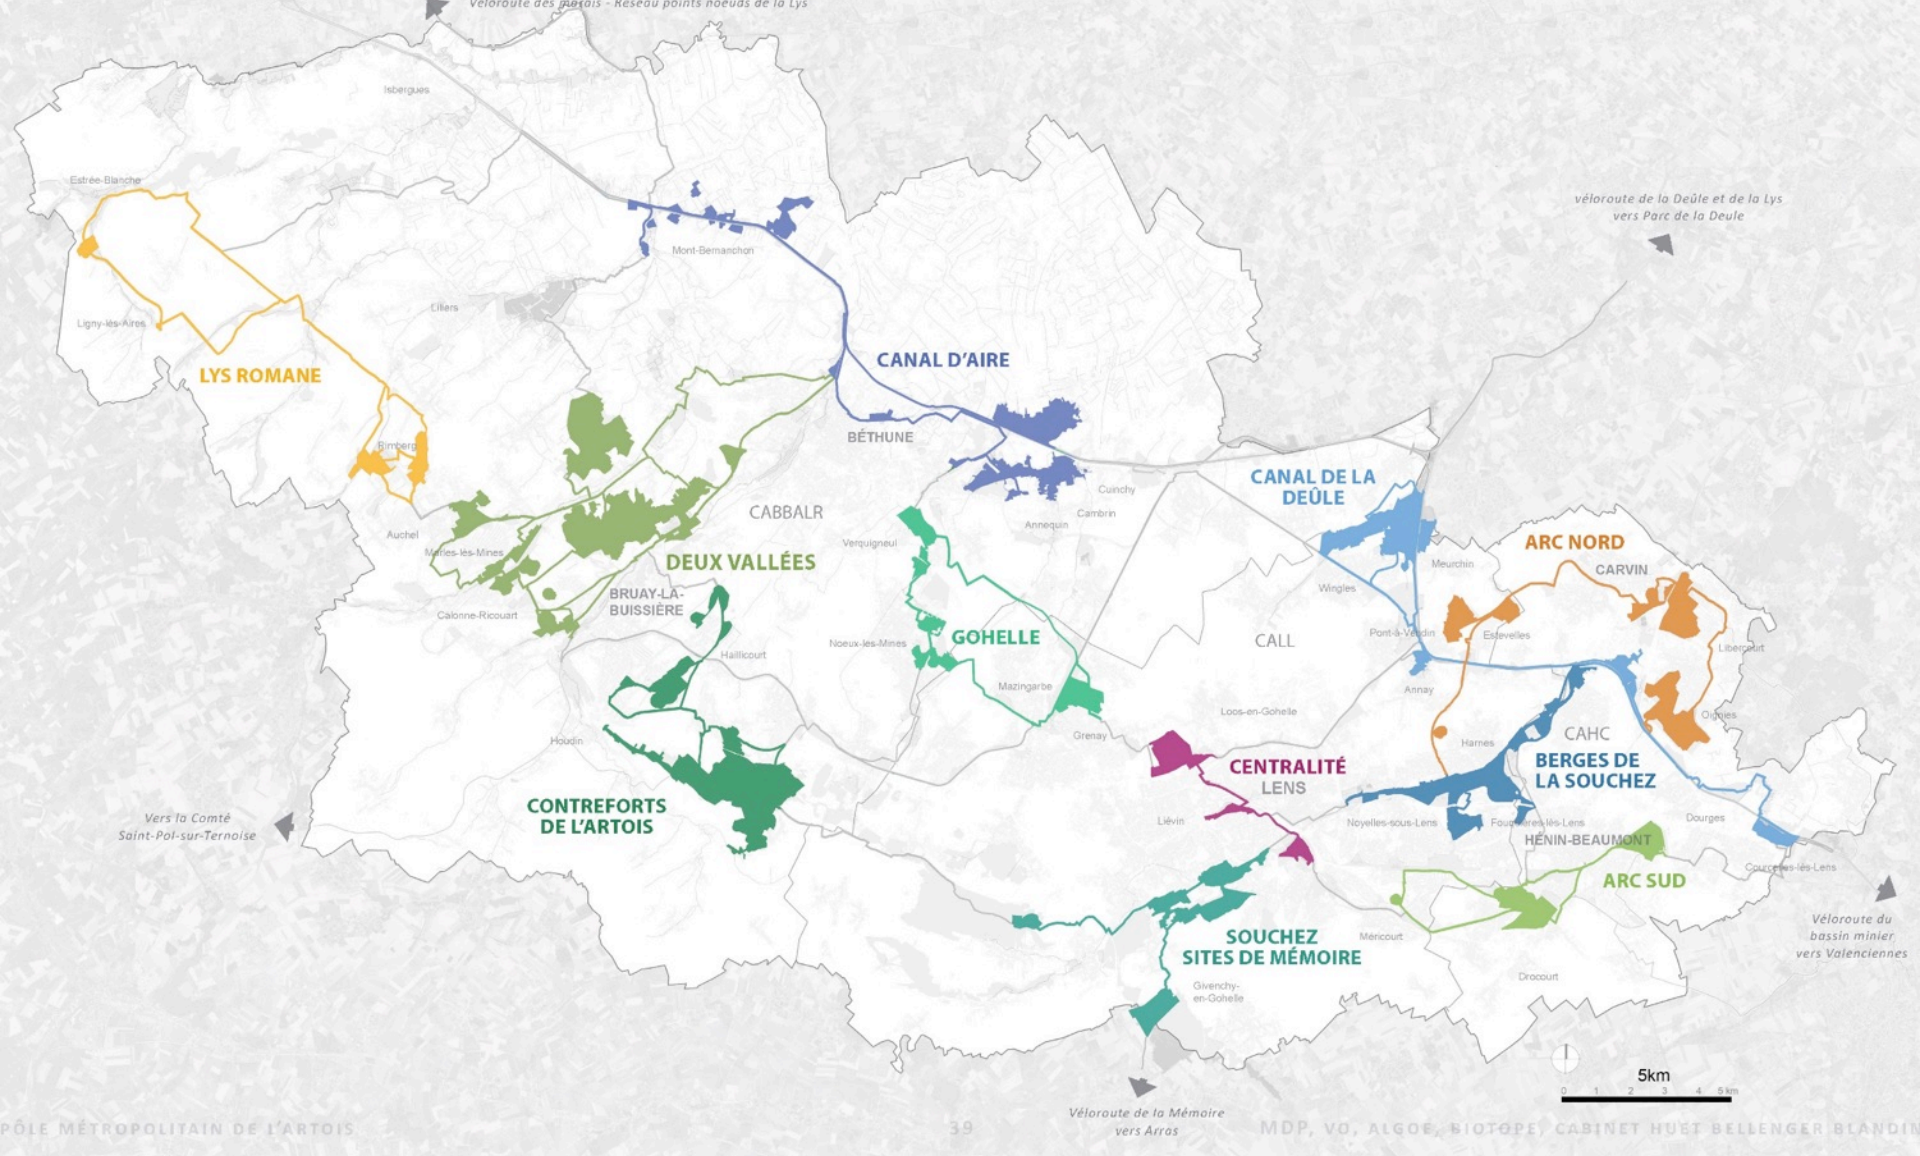 Véloroute des marais - Réseau points noeuds de la Lys
Isbergues
Estrée-Blanche
véloroute de la Deûle et de la Lys
vers Parc de la Deule
Mont-Bernanchon
Lillers
Ligny-lès-Aires
LYS ROMANE
CANAL D'AIRE
BÉTHUNE
Rimberg
CANAL DE LA
DEÛLE
Cuinchy
Cambrin
Annequin
CABBALR
Auchel
Verquigneul
ARC NORD
CARVIN
Marles-lès-Mines
DEUX VALLÉES
Meurchin
Wingles
BRUAY-LA-
BUISSIÈRE
Calonne-Ricouart
GOHELLE
CALL
Pont-à-Vendin
Estevelles
Noeux-les-Mines
Haillicourt
Libercourt
Mazingarbe
Annay
Loos-en-Gohelle
Oignies
Grenay
Houdin
Harnes
CAHC
CENTRALITÉ
LENS
BERGES DE
LA SOUCHEZ
CONTREFORTS
DE L'ARTOIS
Vers la Comté
Saint-Pol-sur-Ternoise
Liévin
Noyelles-sous-Lens
Fouquières-lès-Lens
Dourges
HÉNIN-BEAUMONT
Courcelles-lès-Lens
ARC SUD
SOUCHEZ
SITES DE MÉMOIRE
Méricourt
Véloroute du
bassin minier
vers Valenciennes
Drocourt
Givenchy-
en-Gohelle
5km
0 1 2 3 4 5 km
Véloroute de la Mémoire
vers Arras
PÔLE MÉTROPOLITAIN DE L'ARTOIS
39
MDP, VO, ALGOÉ, BIOTOPE, CABINET HUET BELLENGER BLANDIN